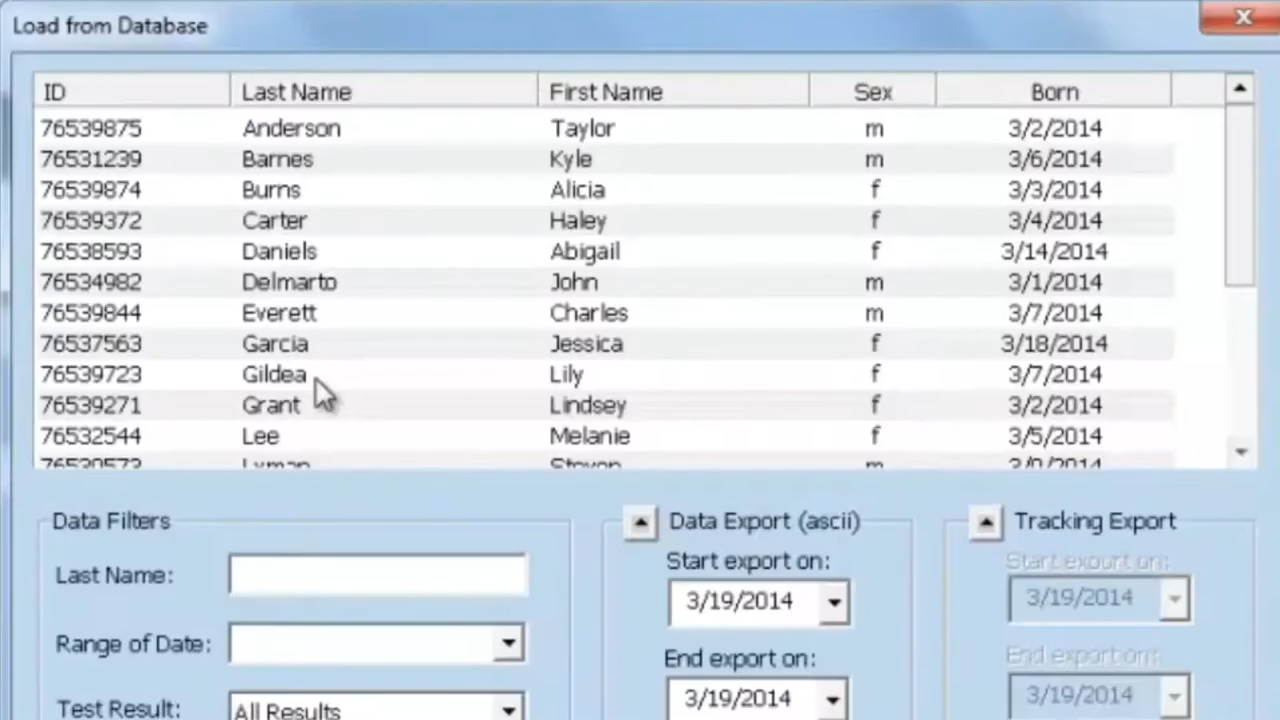 Load from Database
ID Last Name First Name Sex Born
76539875 Anderson Taylor m 3/2/2014
76531239 Barnes Kyle m 3/6/2014
76539874 Burns Alicia f 3/3/2014
76539372 Carter Haley f 3/4/2014
76538593 Daniels Abigail f 3/14/2014
76534982 Delmarto John m 3/1/2014
76539844 Everett Charles m 3/7/2014
76537563 Garcia Jessica f 3/18/2014
76539723 Gildea Lily f 3/7/2014
76539271 Grant Lindsey f 3/2/2014
76532544 Lee Melanie f 3/5/2014
Lyman Steven m
Data Filters
Last Name:
Range of Date:
Test Result: All Results
Data Export (ascii)
Start export on:
3/19/2014
End export on:
3/19/2014
Tracking Export
Start export on:
3/19/2014
End export on:
3/19/2014